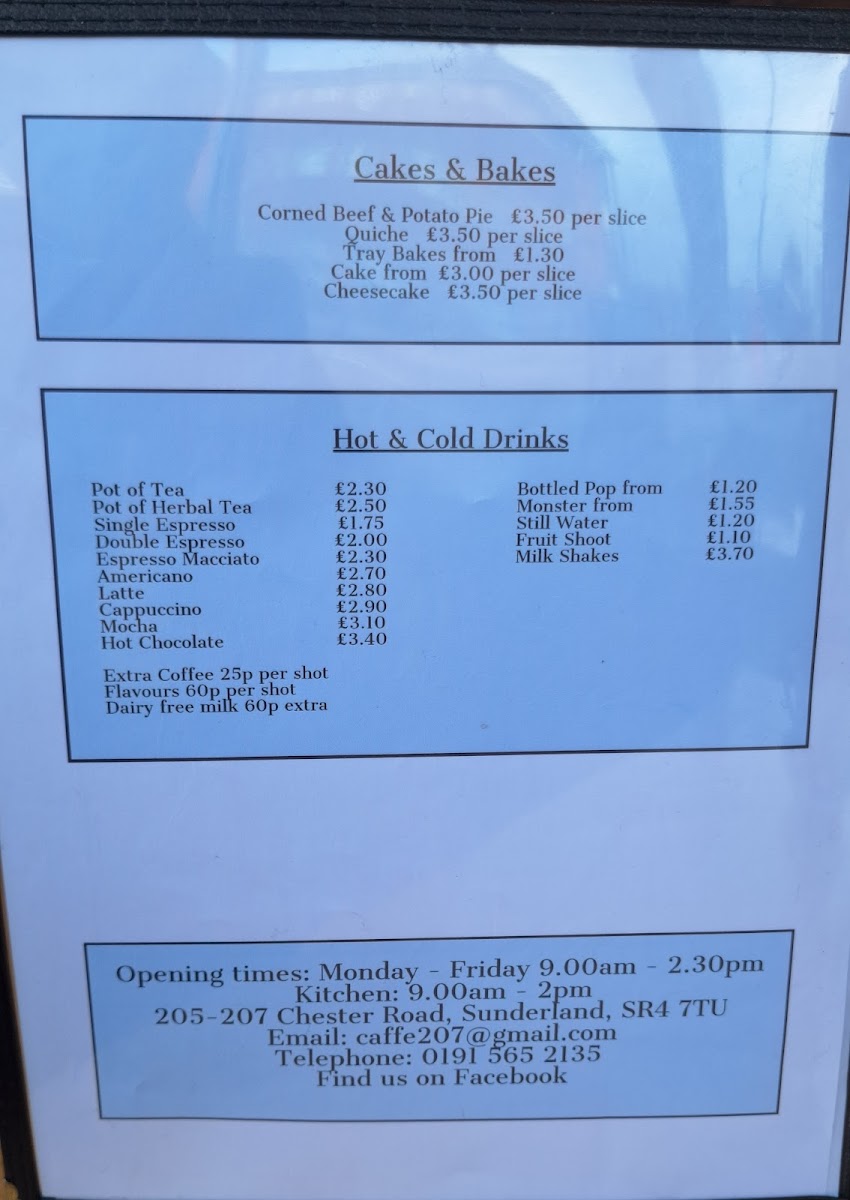 Cakes & Bakes
Corned Beef & Potato Pie £3.50 per slice
Quiche £3.50 per slice
Tray Bakes from £1.30
Cake from £3.00 per slice
Cheesecake £3.50 per slice
Hot & Cold Drinks
Pot of Tea £2.30
Pot of Herbal Tea £2.50
Single Espresso £1.75
Double Espresso £2.00
Espresso Macciato £2.30
Americano £2.70
Latte £2.80
Cappuccino £2.90
Mocha £3.10
Hot Chocolate £3.40
Extra Coffee 25p per shot
Flavours 60p per shot
Dairy free milk 60p extra
Bottled Pop from £1.20
Monster from £1.55
Still Water £1.20
Fruit Shoot £1.10
Milk Shakes £3.70
Opening times: Monday - Friday 9.00am - 2.30pm
Kitchen: 9.00am - 2pm
205-207 Chester Road, Sunderland, SR4 7TU
Email: caffe207@gmail.com
Telephone: 0191 565 2135
Find us on Facebook